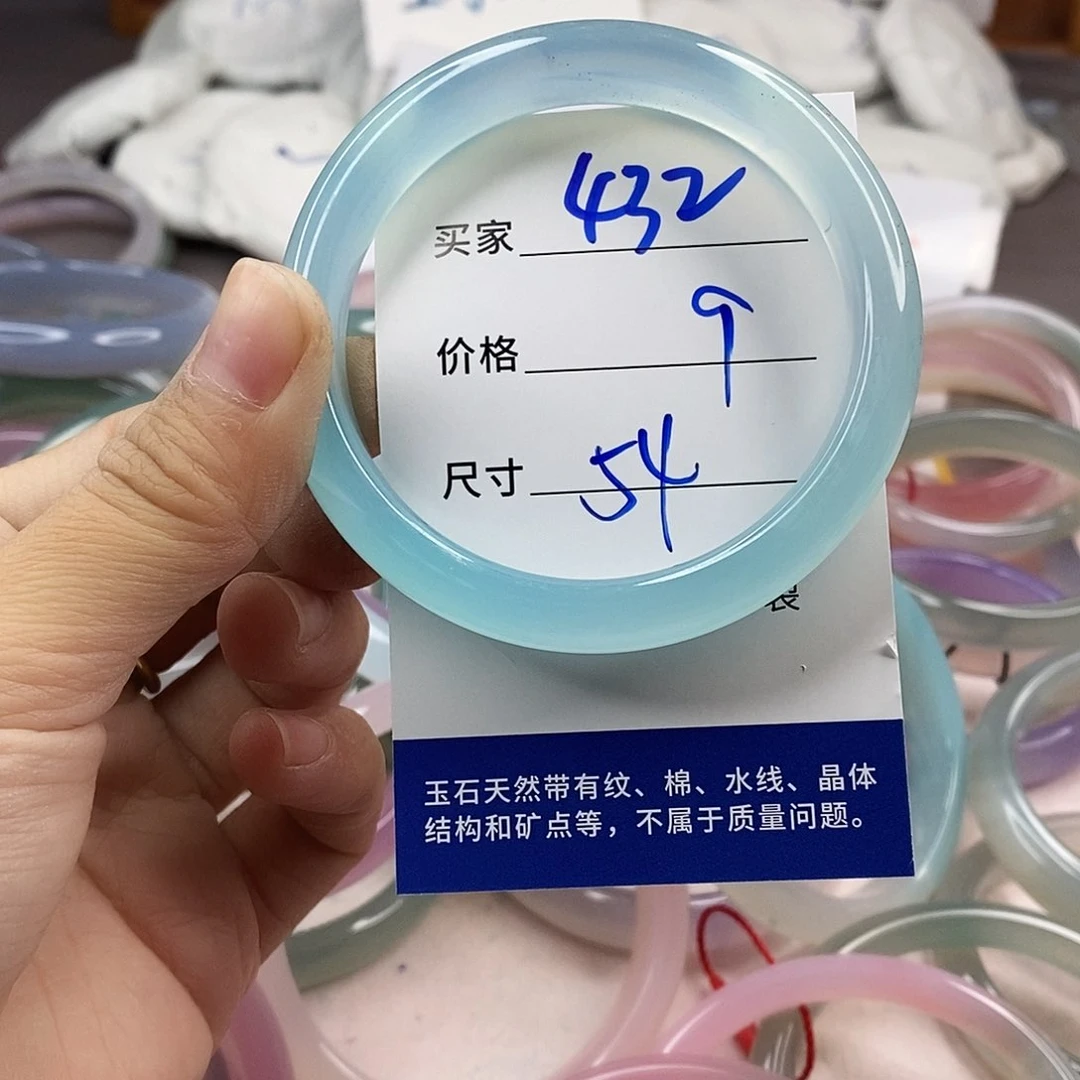 买家 432
价格 9
尺寸 54
裳
玉石天然带有纹、棉、水线、晶体
结构和矿点等，不属于质量问题。